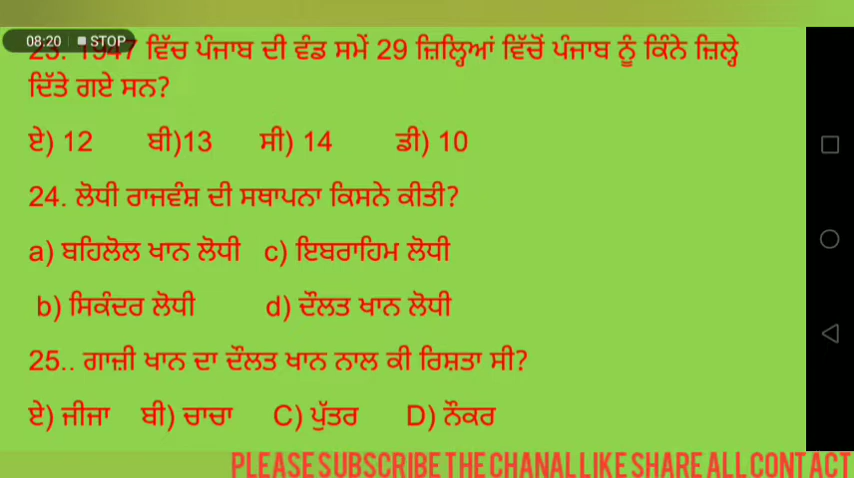 08:20 STOP
23. 1947 ਵਿੱਚ ਪੰਜਾਬ ਦੀ ਵੰਡ ਸਮੇਂ 29 ਜ਼ਿਲ੍ਹਿਆਂ ਵਿੱਚੋਂ ਪੰਜਾਬ ਨੂੰ ਕਿੰਨੇ ਜ਼ਿਲ੍ਹੇ
ਦਿੱਤੇ ਗਏ ਸਨ?
ਏ) 12 ਬੀ)13 ਸੀ) 14 ਡੀ) 10
24. ਲੋਧੀ ਰਾਜਵੰਸ਼ ਦੀ ਸਥਾਪਨਾ ਕਿਸਨੇ ਕੀਤੀ?
a) ਬਹਿਲੋਲ ਖਾਨ ਲੋਧੀ c) ਇਬਰਾਹਿਮ ਲੋਧੀ
b) ਸਿਕੰਦਰ ਲੋਧੀ d) ਦੌਲਤ ਖਾਨ ਲੋਧੀ
25.. ਗਾਜ਼ੀ ਖਾਨ ਦਾ ਦੌਲਤ ਖਾਨ ਨਾਲ ਕੀ ਰਿਸ਼ਤਾ ਸੀ?
ਏ) ਜੀਜਾ ਬੀ) ਚਾਚਾ C) ਪੁੱਤਰ D) ਨੌਕਰ
PLEASE SUBSCRIBE THE CHANAL LIKE SHARE ALL CONTACT